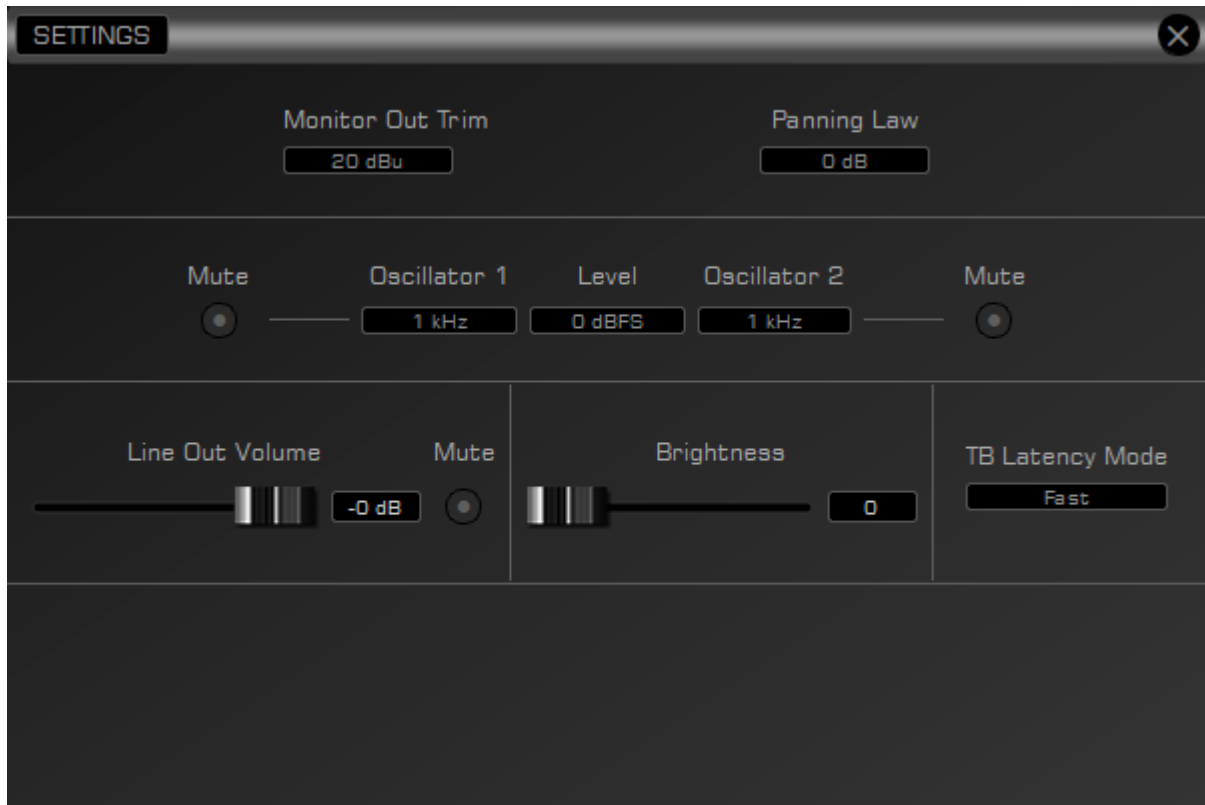 SETTINGS
Monitor Out Trim Panning Law
20 dBu 0 dB
Mute Oscillator 1 Level Oscillator 2 Mute
1 kHz 0 dBFS 1 kHz
Line Out Volume Mute Brightness TB Latency Mode
-0 dB 0 Fast